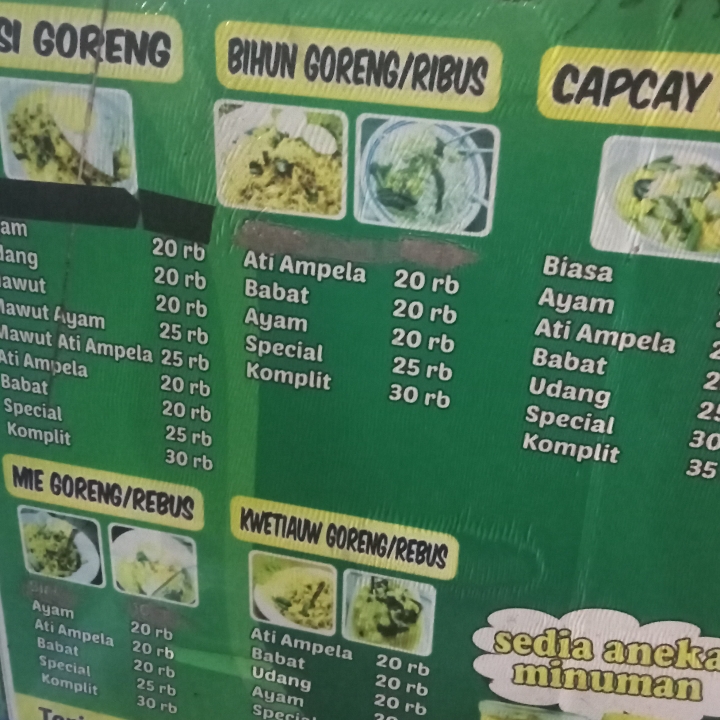 SI GORENG
am 20 rb
dang 20 rb
Mawut 20 rb
Mawut Ayam 25 rb
Mawut Ati Ampela 25 rb
Ati Ampela 20 rb
Babat 20 rb
Special 25 rb
Komplit 30 rb
BIHUN GORENG/RIBUS
Ati Ampela 20 rb
Babat 20 rb
Ayam 20 rb
Special 25 rb
Komplit 30 rb
CAPCAY
Biasa
Ayam
Ati Ampela
Babat
Udang
Special 30
Komplit 35
MIE GORENG/REBUS
Ayam 20 rb
Ati Ampela 20 rb
Babat 20 rb
Special 25 rb
Komplit 30 rb
KWETIAUW GORENG/REBUS
Ati Ampela 20 rb
Babat 20 rb
Udang 20 rb
Ayam
sedia aneka
minuman